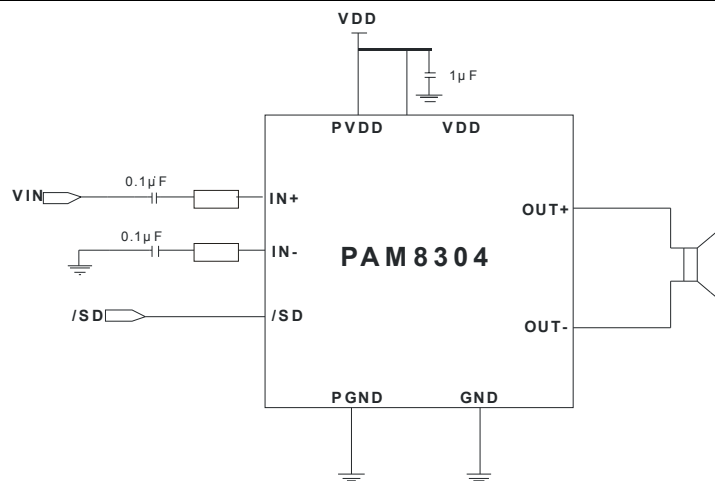 VDD
1µF
PVDD VDD
0.1µF
VIN IN+
OUT+
0.1µF
IN-
PAM8304
/SD /SD
OUT-
PGND GND